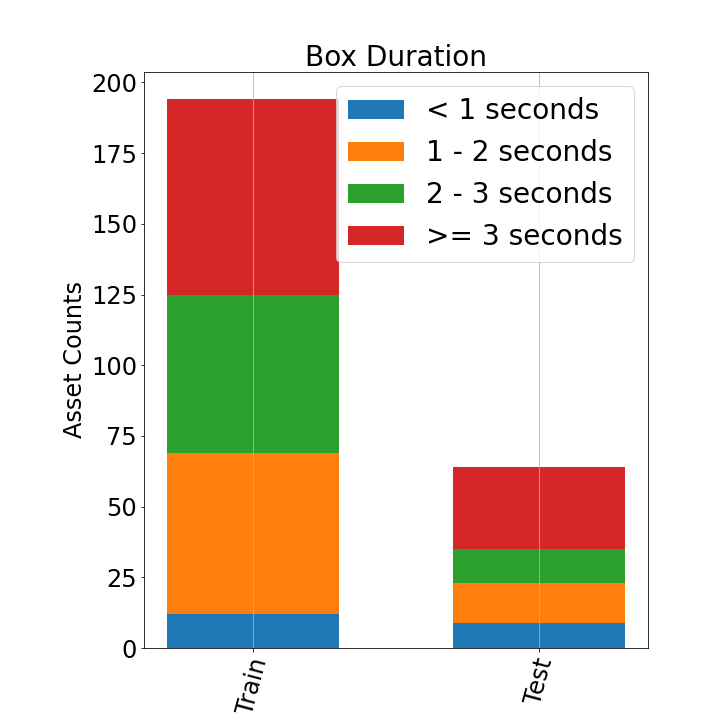 Box Duration
200
175
150
125
100
75
50
25
0
Asset Counts
< 1 seconds
1 - 2 seconds
2 - 3 seconds
>= 3 seconds
Train
Test